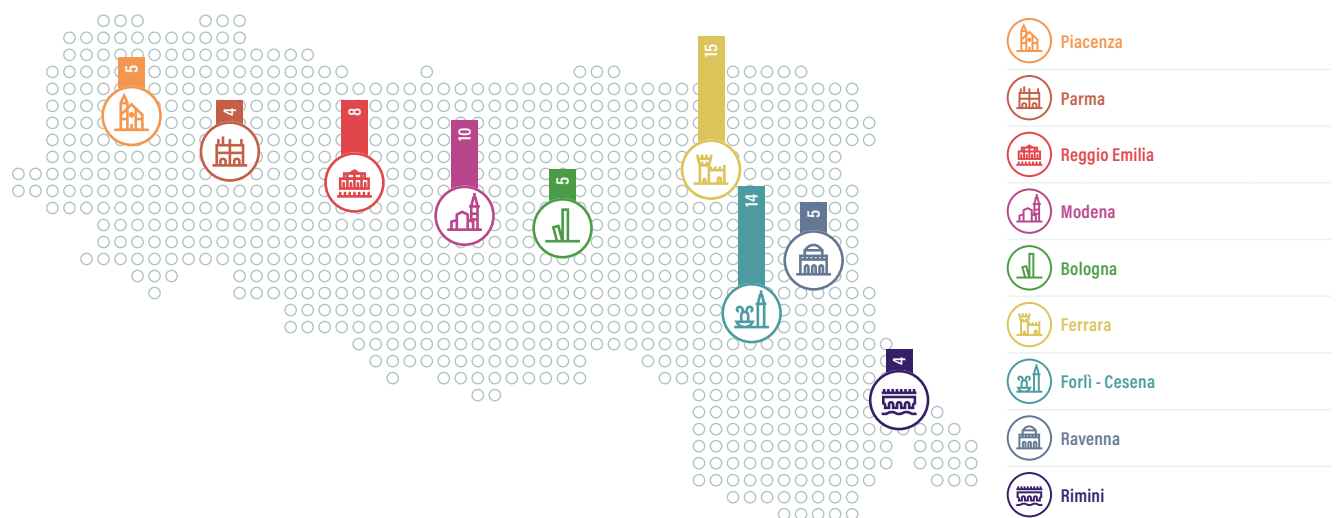 5
4
8
10
5
15
14
5
4
Piacenza
Parma
Reggio Emilia
Modena
Bologna
Ferrara
Forlì - Cesena
Ravenna
Rimini